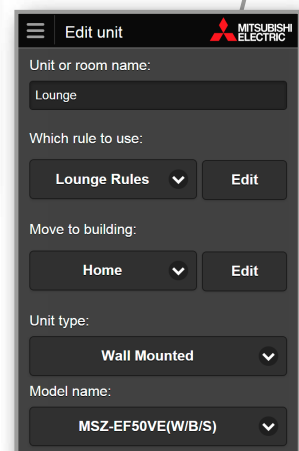 Edit unit
MITSUBISHI
ELECTRIC
Unit or room name:
Lounge
Which rule to use:
Lounge Rules
Edit
Move to building:
Home
Edit
Unit type:
Wall Mounted
Model name:
MSZ-EF50VE(W/B/S)